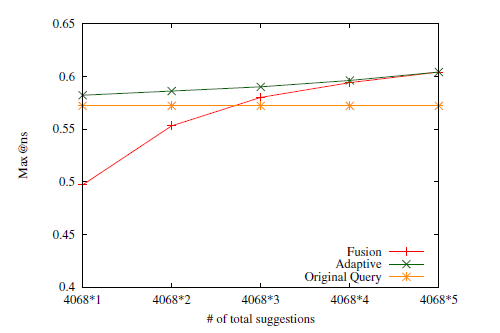 0.65
0.6
0.55
0.5
0.45
0.4
Max@ns
Fusion
Adaptive
Original Query
4068*1 4068*2 4068*3 4068*4 4068*5
# of total suggestions